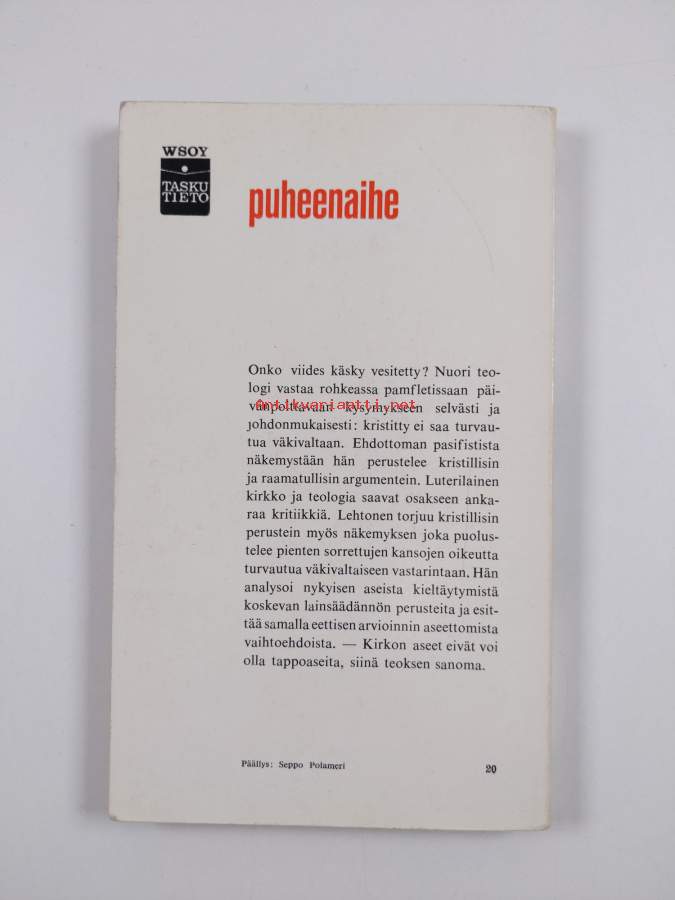 WSOY
TASKU
TIETO
puheenaihe
Onko viides käsky vesitetty? Nuori teo-
logi vastaa rohkeassa pamfletissaan päi-
vänpolttavaan kysymykseen selvästi ja
antikvariaatti.net
johdonmukaisesti: kristitty ei saa turvau-
tua väkivaltaan. Ehdottoman pasifistista
näkemystään hän perustelee kristillisin
ja raamatullisin argumentein. Luterilainen
kirkko ja teologia saavat osakseen anka-
raa kritiikkiä. Lehtonen torjuu kristillisin
perustein myös näkemyksen joka puolus-
telee pienten sorrettujen kansojen oikeutta
turvautua väkivaltaiseen vastarintaan. Hän
analysoi nykyisen aseista kieltäytymistä
koskevan lainsäädännön perusteita ja esit-
tää samalla eettisen arvioinnin aseettomista
vaihtoehdoista. — Kirkon aseet eivät voi
olla tappoaseita, siinä teoksen sanoma.
Päällys: Seppo Polameri
20